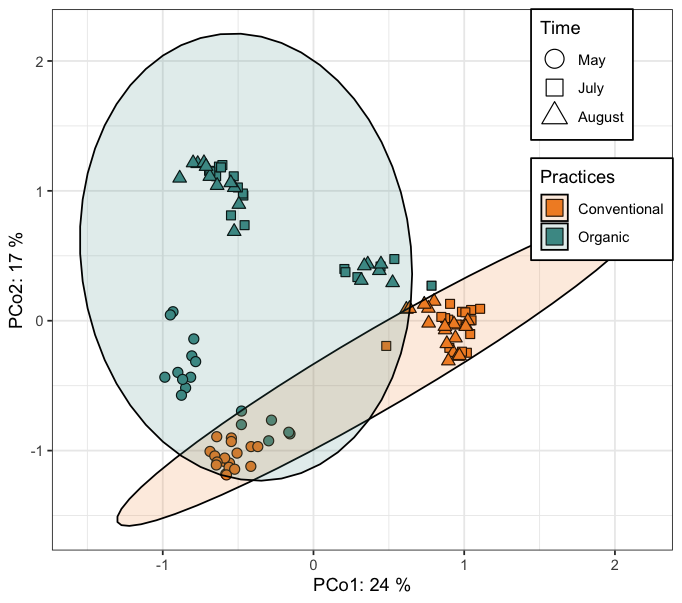 Time
May
July
August
Practices
Conventional
Organic
2
1
0
-1
-1
0
1
2
PCo2: 17 %
PCo1: 24 %